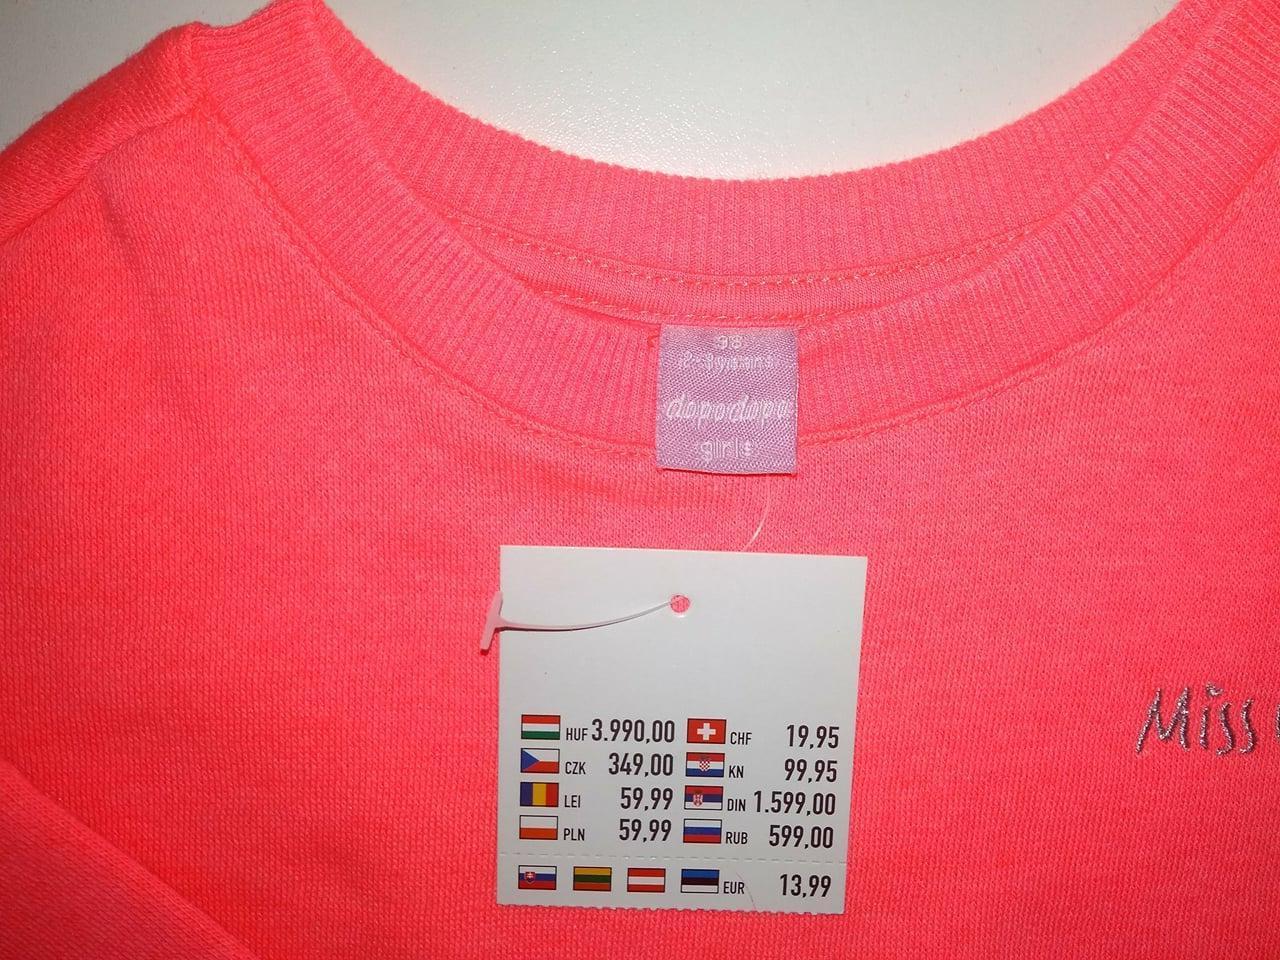 98
2-3years
dopodopo
girls
Miss
HUF 3.990,00 CHF 19,95
CZK 349,00 KN 99,95
LEI 59,99 DIN 1.599,00
PLN 59,99 RUB 599,00
EUR 13,99